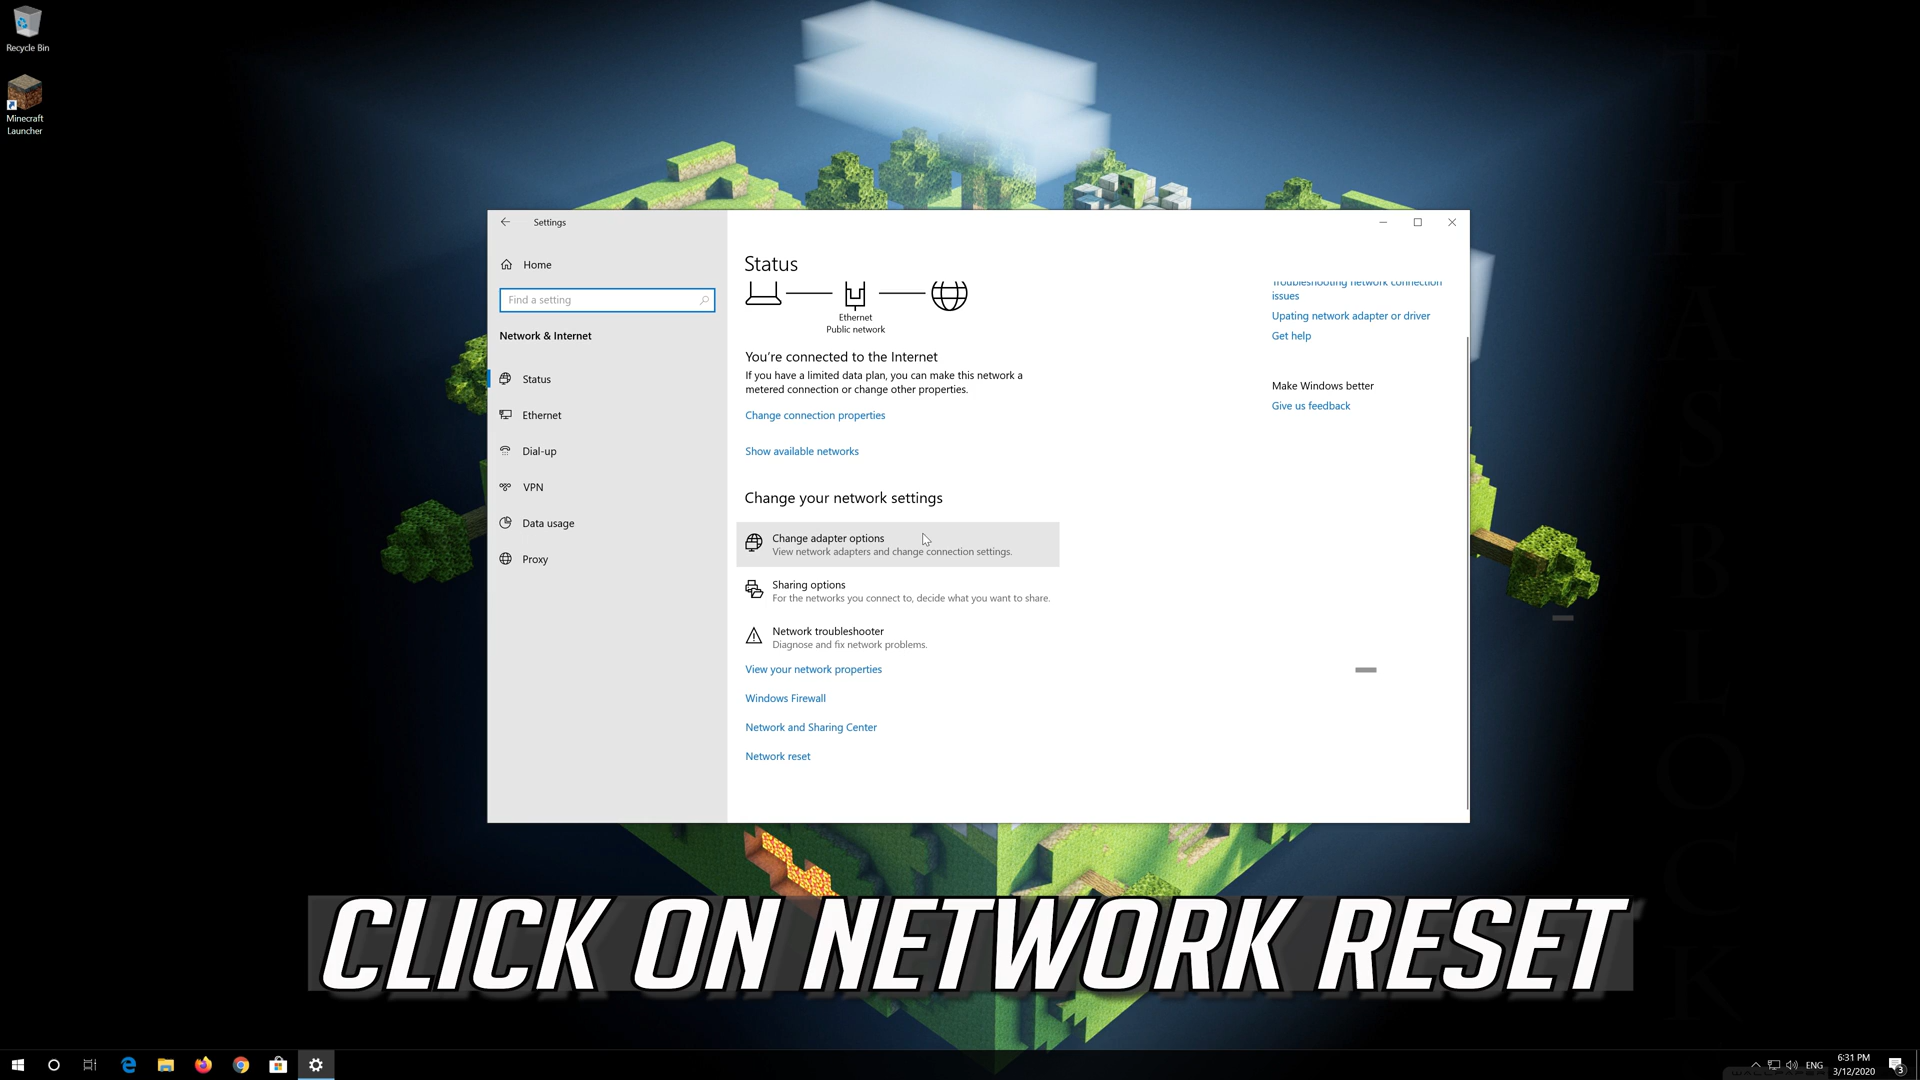 Recycle Bin
Minecraft
Launcher
Settings
Home
Find a setting
Network & Internet
Status
Ethernet
Dial-up
VPN
Data usage
Proxy
Status
Ethernet
Public network
You're connected to the Internet
If you have a limited data plan, you can make this network a
metered connection or change other properties.
Change connection properties
Show available networks
Change your network settings
Change adapter options
View network adapters and change connection settings.
Sharing options
For the networks you connect to, decide what you want to share.
Network troubleshooter
Diagnose and fix network problems.
View your network properties
Windows Firewall
Network and Sharing Center
Network reset
Troubleshooting network connection
issues
Upating network adapter or driver
Get help
Make Windows better
Give us feedback
THASBLOCK
CLICK ON NETWORK RESET
ENG
6:31 PM
3/12/2020
3